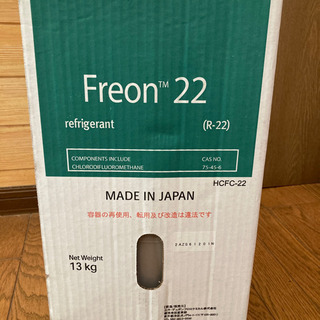 Freon™ 22
refrigerant (R-22)
COMPONENTS INCLUDE CAS NO.
CHLORODIFLUOROMETHANE 75-45-6
HCFC-22
MADE IN JAPAN
容器の再使用、転用及び改造は違法です
Net Weight
13 kg